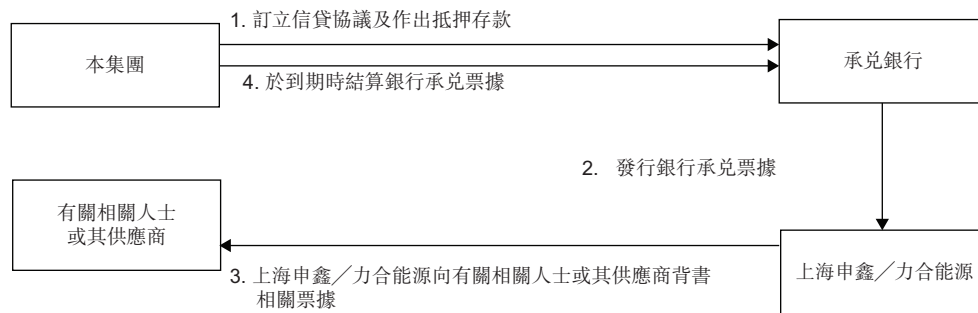 1. 訂立信貸協議及作出抵押存款
本集團
承兑銀行
4. 於到期時結算銀行承兑票據
2. 發行銀行承兑票據
有關相關人士
或其供應商
上海申鑫／力合能源
3. 上海申鑫／力合能源向有關相關人士或其供應商背書
相關票據